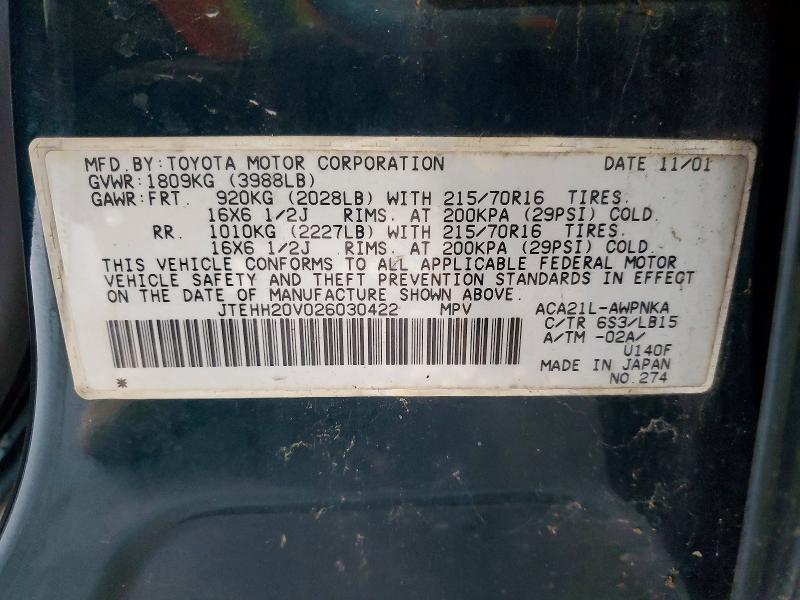 MFD.BY:TOYOTA MOTOR CORPORATION DATE 11/01
GVWR:1809KG (3988LB)
GAWR:FRT. 920KG (2028LB) WITH 215/70R16 TIRES.
16X6 1/2J RIMS. AT 200KPA (29PSI) COLD.
RR. 1010KG (2227LB) WITH 215/70R16 TIRES.
16X6 1/2J RIMS. AT 200KPA (29PSI) COLD.
THIS VEHICLE CONFORMS TO ALL APPLICABLE FEDERAL MOTOR
VEHICLE SAFETY AND THEFT PREVENTION STANDARDS IN EFFECT
ON THE DATE OF MANUFACTURE SHOWN ABOVE.
JTEHH20V026030422 MPV ACA21L-AWPNKA
C/TR 6S3/LB15
A/TM -02A/
U140F
MADE IN JAPAN
* NO.274